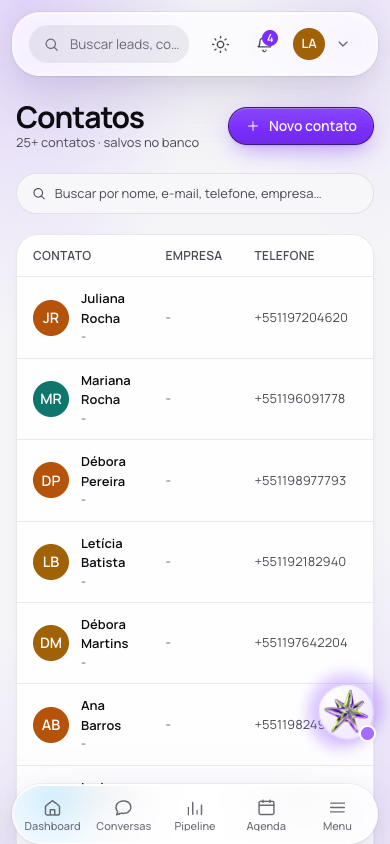 Buscar leads, co...
4
LA
Contatos
25+ contatos · salvos no banco
Novo contato
Buscar por nome, e-mail, telefone, empresa...
CONTATO EMPRESA TELEFONE
JR
Juliana
Rocha
-
-
+551197204620
MR
Mariana
Rocha
-
-
+551196091778
DP
Débora
Pereira
-
-
+551198977793
LB
Letícia
Batista
-
-
+551192182940
DM
Débora
Martins
-
-
+551197642204
AB
Ana
Barros
-
-
Dashboard Conversas Pipeline Agenda Menu